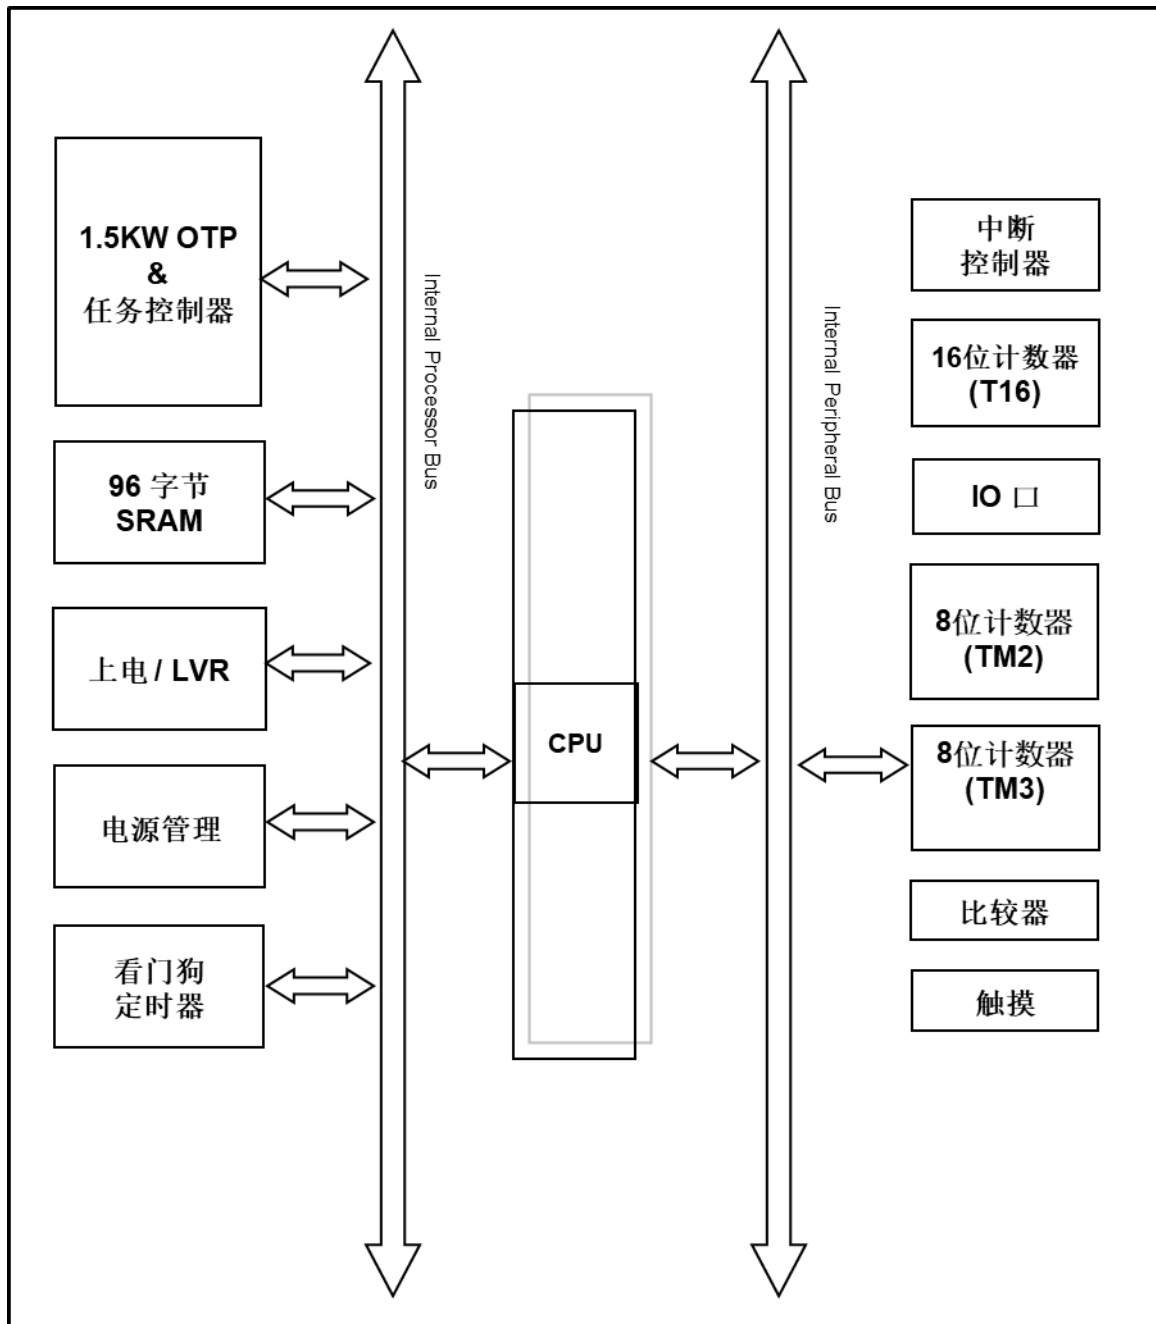 1.5KW OTP
&
任务控制器
96 字节
SRAM
上电 / LVR
电源管理
看门狗
定时器
Internal Processor Bus
CPU
Internal Peripheral Bus
中断
控制器
16位计数器
(T16)
IO 口
8位计数器
(TM2)
8位计数器
(TM3)
比较器
触摸